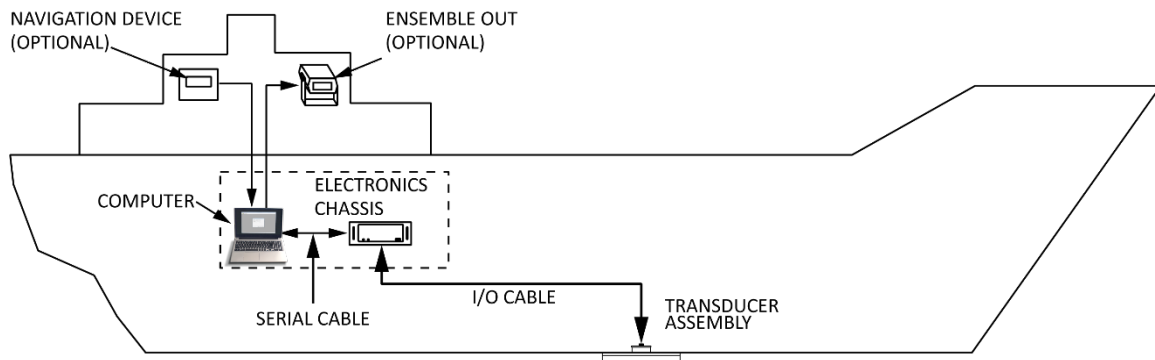 NAVIGATION DEVICE
(OPTIONAL)
ENSEMBLE OUT
(OPTIONAL)
ELECTRONICS
CHASSIS
COMPUTER
SERIAL CABLE
I/O CABLE
TRANSDUCER
ASSEMBLY